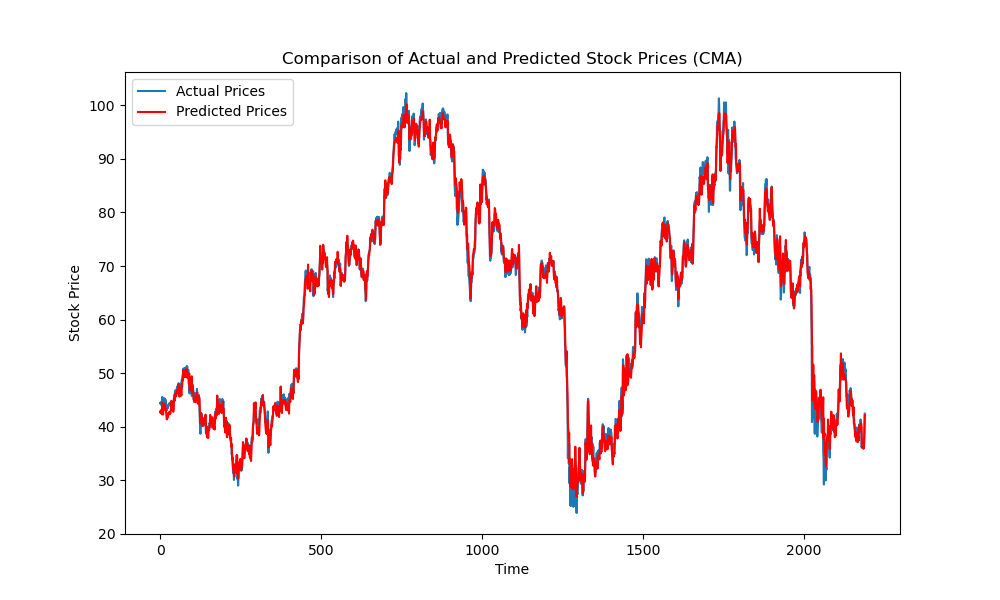 Comparison of Actual and Predicted Stock Prices (CMA)
Actual Prices
Predicted Prices
Stock Price
100
90
80
70
60
50
40
30
20
0 500 1000 1500 2000
Time